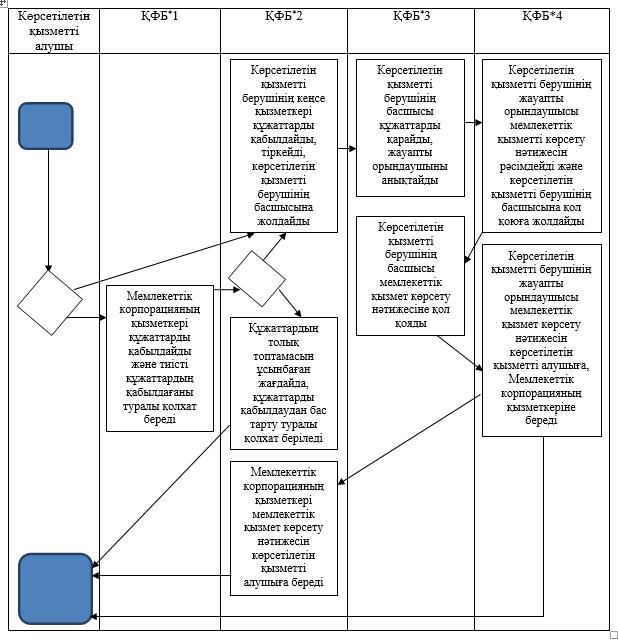 Көрсетілетін
қызметті
алушы
ҚФБ*1
ҚФБ*2
ҚФБ*3
ҚФБ*4
Көрсетілетін
қызметті
берушінің кеңсе
қызметкері
құжаттарды
қабылдайды,
тіркейді,
көрсетілетін
қызметті
берушінің
басшысына
жолдайды
Көрсетілетін
қызметті
берушінің
басшысы
құжаттарды
қарайды,
жауапты
орындаушыны
анықтайды
Көрсетілетін
қызметті берушінің
жауапты
орындаушысы
мемлекеттік
қызметті көрсету
нәтижесін
рәсімдейді және
көрсетілетін
қызметті берушінің
басшысына қол
қоюға жолдайды
Мемлекеттік
корпорацияның
қызметкері
құжаттарды
қабылдайды
және тиісті
құжаттардың
қабылдағаны
туралы қолхат
береді
Құжаттардың
толық
топтамасын
ұсынбаған
жағдайда,
құжаттарды
қабылдаудан бас
тарту туралы
қолхат беріледі
Көрсетілетін
қызметті
берушінің
басшысы
мемлекеттік
қызмет көрсету
нәтижесіне қол
қояды
Көрсетілетін
қызметті берушінің
жауапты
орындаушысы
мемлекеттік
қызмет көрсету
нәтижесін
көрсетілетін
қызметті алушыға,
Мемлекеттік
корпорацияның
қызметкеріне
береді
Мемлекеттік
корпорацияның
қызметкері
мемлекеттік
қызмет көрсету
нәтижесін
көрсетілетін
қызметті
алушыға береді